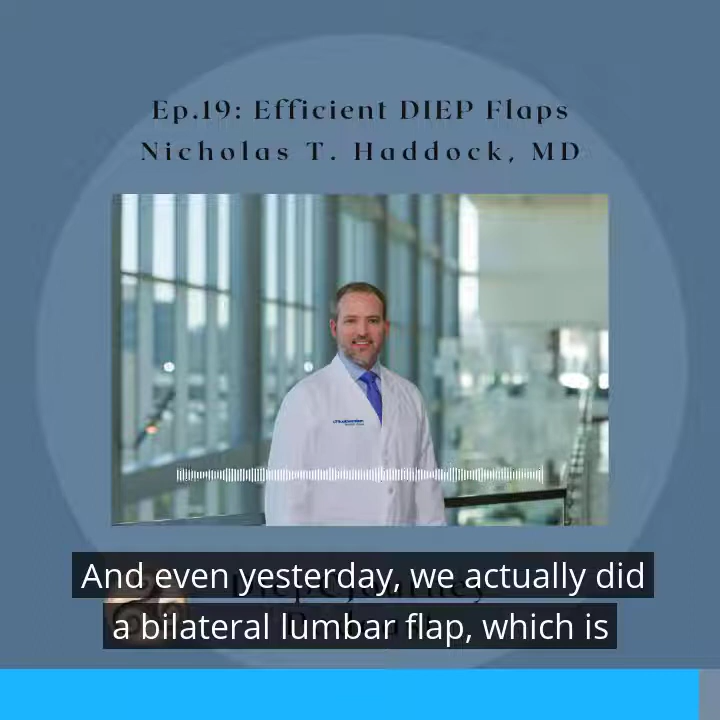 Ep.19: Efficient DIEP Flaps
Nicholas T. Haddock, MD
And even yesterday, we actually did
a bilateral lumbar flap, which is